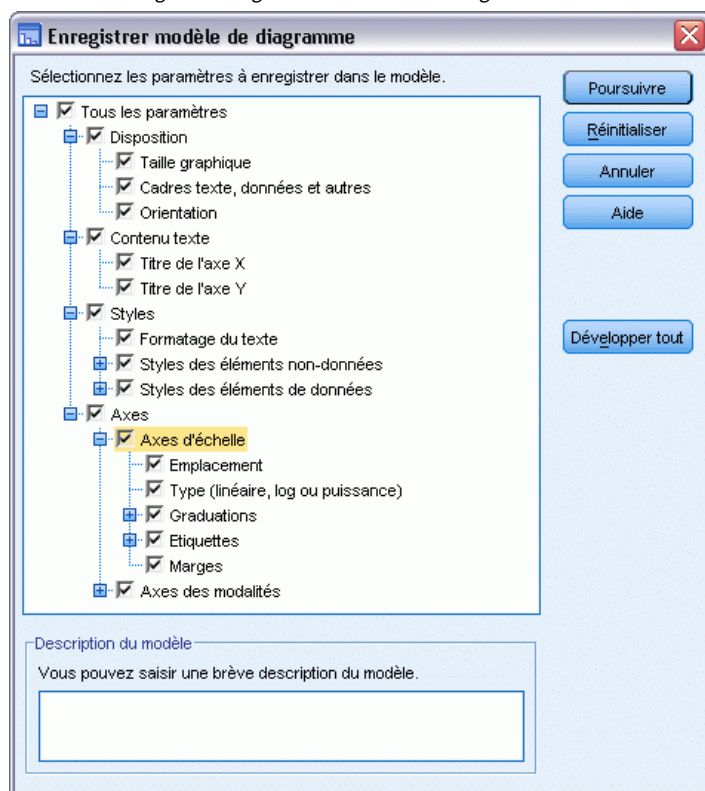 Enregistrer modèle de diagramme
Sélectionnez les paramètres à enregistrer dans le modèle.
Tous les paramètres
Disposition
Taille graphique
Cadres texte, données et autres
Orientation
Contenu texte
Titre de l'axe X
Titre de l'axe Y
Styles
Formatage du texte
Styles des éléments non-données
Styles des éléments de données
Axes
Axes d'échelle
Emplacement
Type (linéaire, log ou puissance)
Graduations
Etiquettes
Marges
Axes des modalités
Poursuivre
Réinitialiser
Annuler
Aide
Développer tout
Description du modèle
Vous pouvez saisir une brève description du modèle.